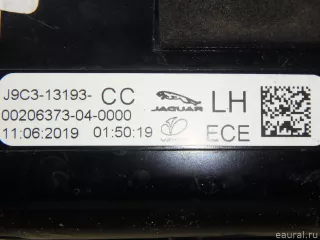 J9C3-13193- CC JAGUAR LH
00206373-04-0000
11:06:2019 01:50:19 ECE
eaural.ru